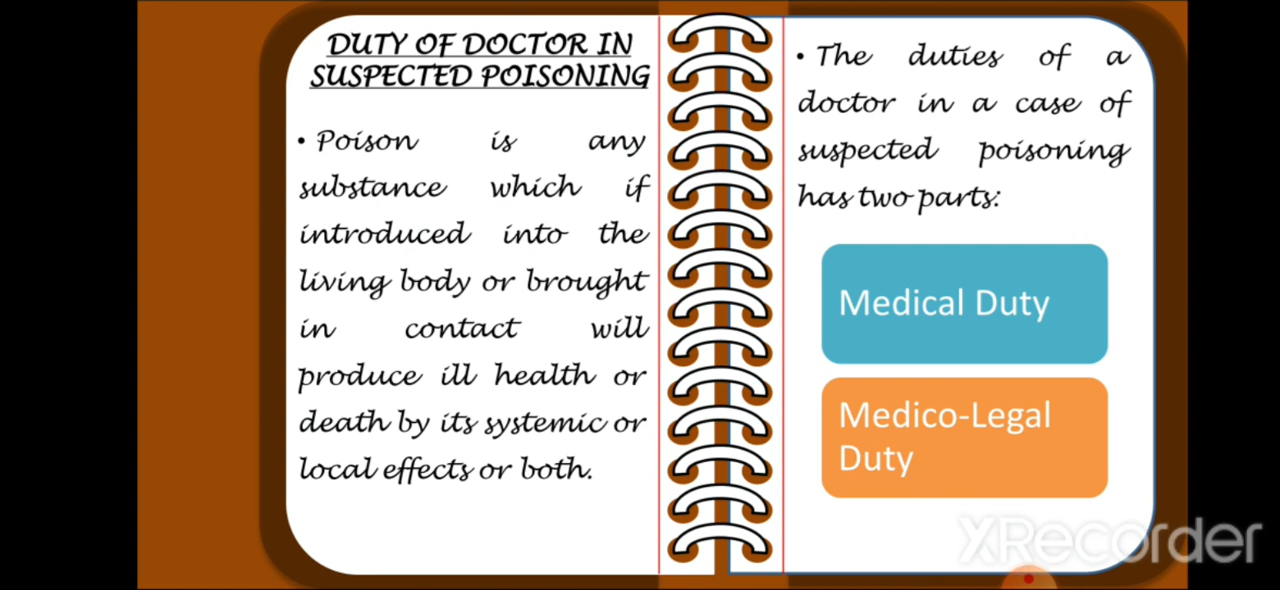 DUTY OF DOCTOR IN
SUSPECTED POISONING
• Poison is any
substance which if
introduced into the
living body or brought
in contact will
produce ill health or
death by its systemic or
local effects or both.
• The duties of a
doctor in a case of
suspected poisoning
has two parts:
Medical Duty
Medico-Legal
Duty
XRecorder